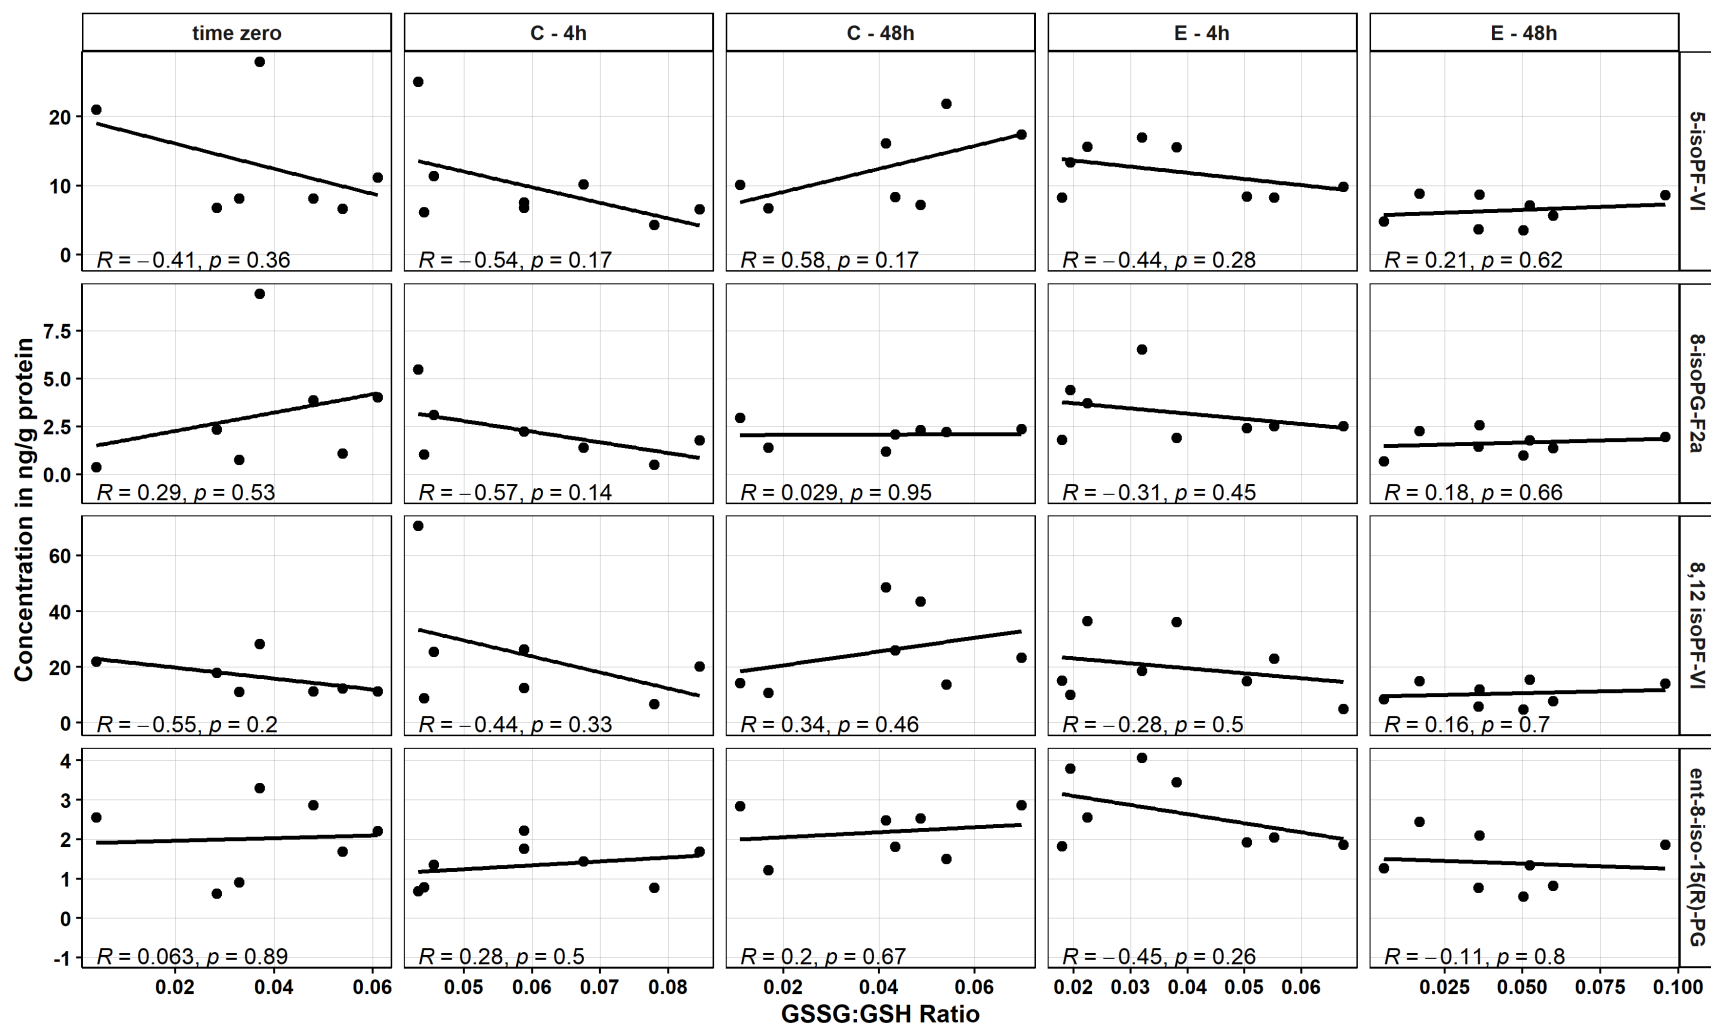 time zero
C - 4h
C - 48h
E - 4h
E - 48h
Concentration in ng/g protein
20
10
0
R = −0.41, p = 0.36
R = −0.54, p = 0.17
R = 0.58, p = 0.17
R = −0.44, p = 0.28
R = 0.21, p = 0.62
5-isoPF-VI
7.5
5.0
2.5
0.0
R = 0.29, p = 0.53
R = −0.57, p = 0.14
R = 0.029, p = 0.95
R = −0.31, p = 0.45
R = 0.18, p = 0.66
8-isoPG-F2a
60
40
20
0
R = −0.55, p = 0.2
R = −0.44, p = 0.33
R = 0.34, p = 0.46
R = −0.28, p = 0.5
R = 0.16, p = 0.7
8,12 isoPF-VI
4
3
2
1
0
-1
R = 0.063, p = 0.89
R = 0.28, p = 0.5
R = 0.2, p = 0.67
R = −0.45, p = 0.26
R = −0.11, p = 0.8
ent-8-iso-15(R)-PG
0.02 0.04 0.06
0.05 0.06 0.07 0.08
0.02 0.04 0.06
0.02 0.03 0.04 0.05 0.06
0.025 0.050 0.075 0.100
GSSG:GSH Ratio